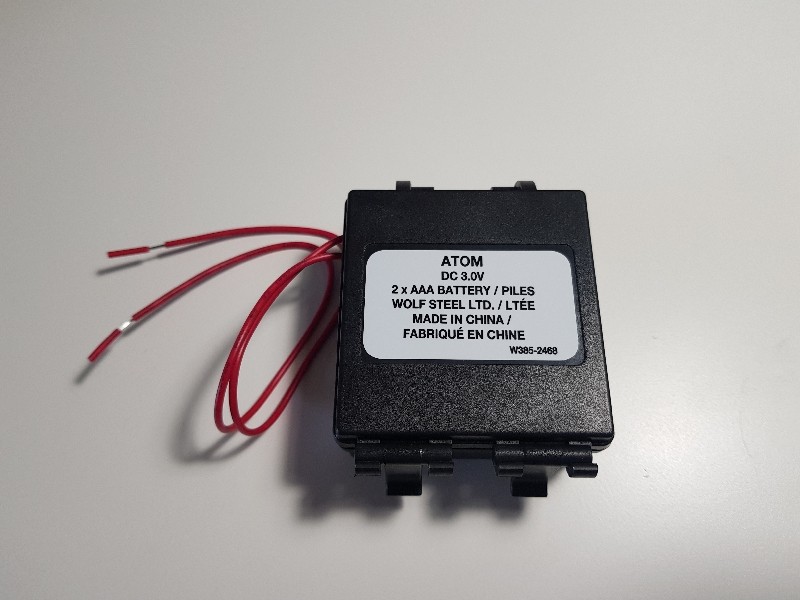 ATOM
DC 3.0V
2 x AAA BATTERY / PILES
WOLF STEEL LTD. / LTÉE
MADE IN CHINA /
FABRIQUÉ EN CHINE
W385-2468